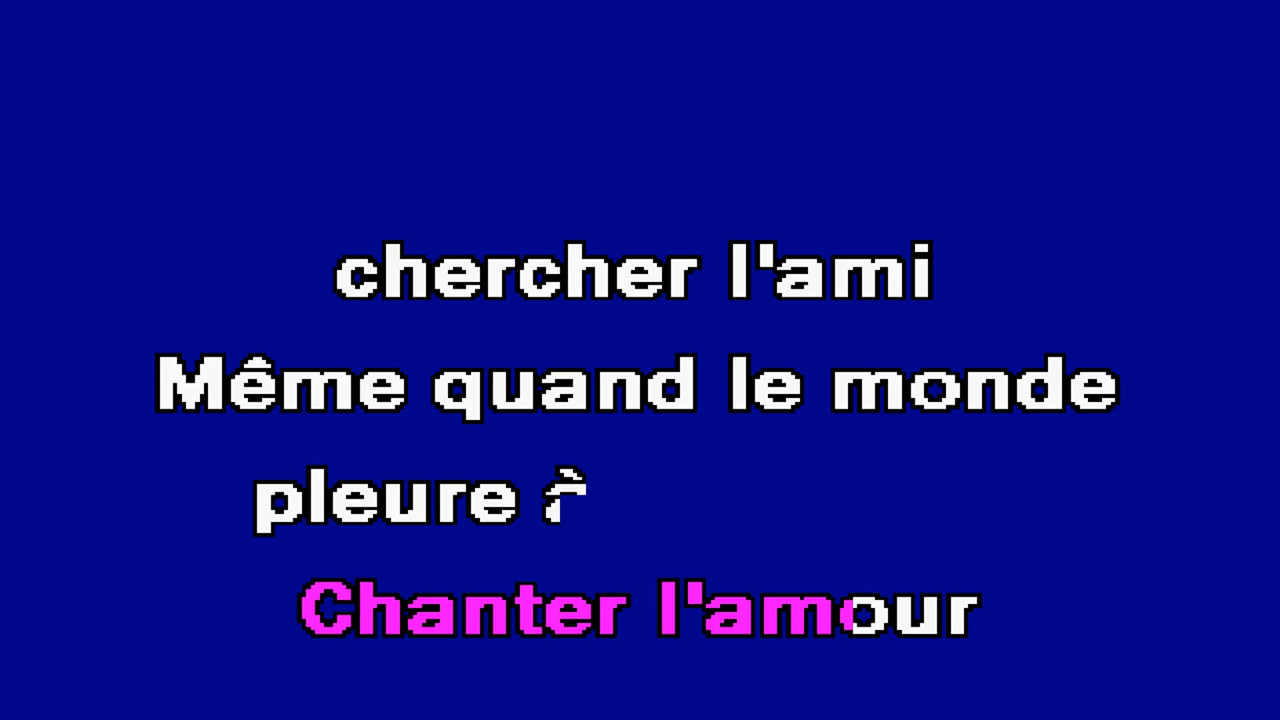 chercher l'ami
Même quand le monde
pleure
Chanter l'amour